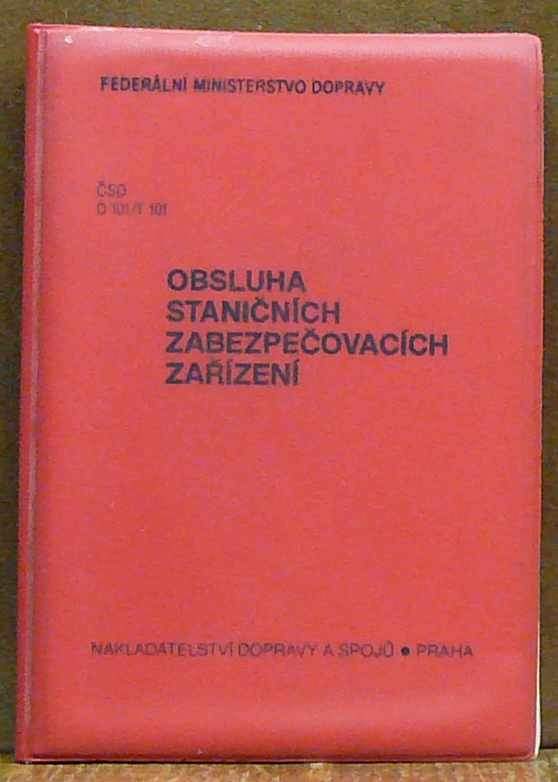 FEDERÁLNÍ MINISTERSTVO DOPRAVY
ČSD
D 101/T 101
OBSLUHA
STANIČNÍCH
ZABEZPEČOVACÍCH
ZAŘÍZENÍ
NAKLADATELSTVÍ DOPRAVY A SPOJŮ ● PRAHA